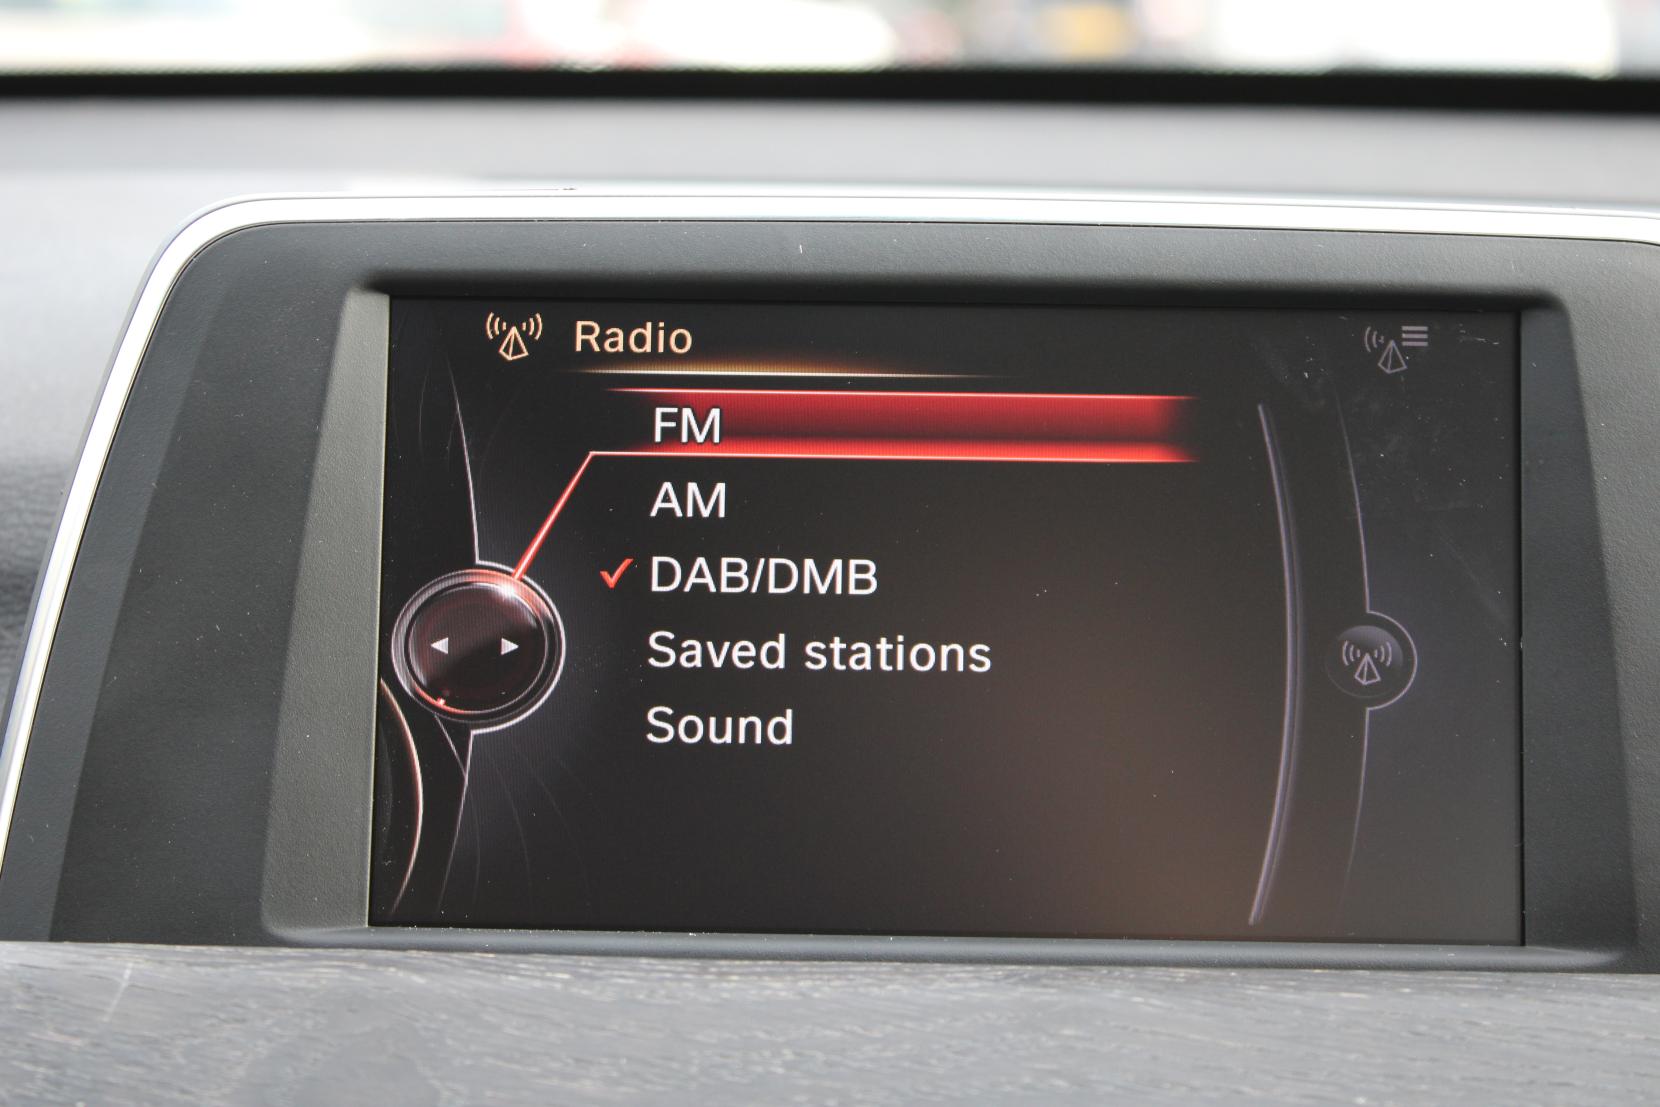 Radio
FM
AM
DAB/DMB
Saved stations
Sound